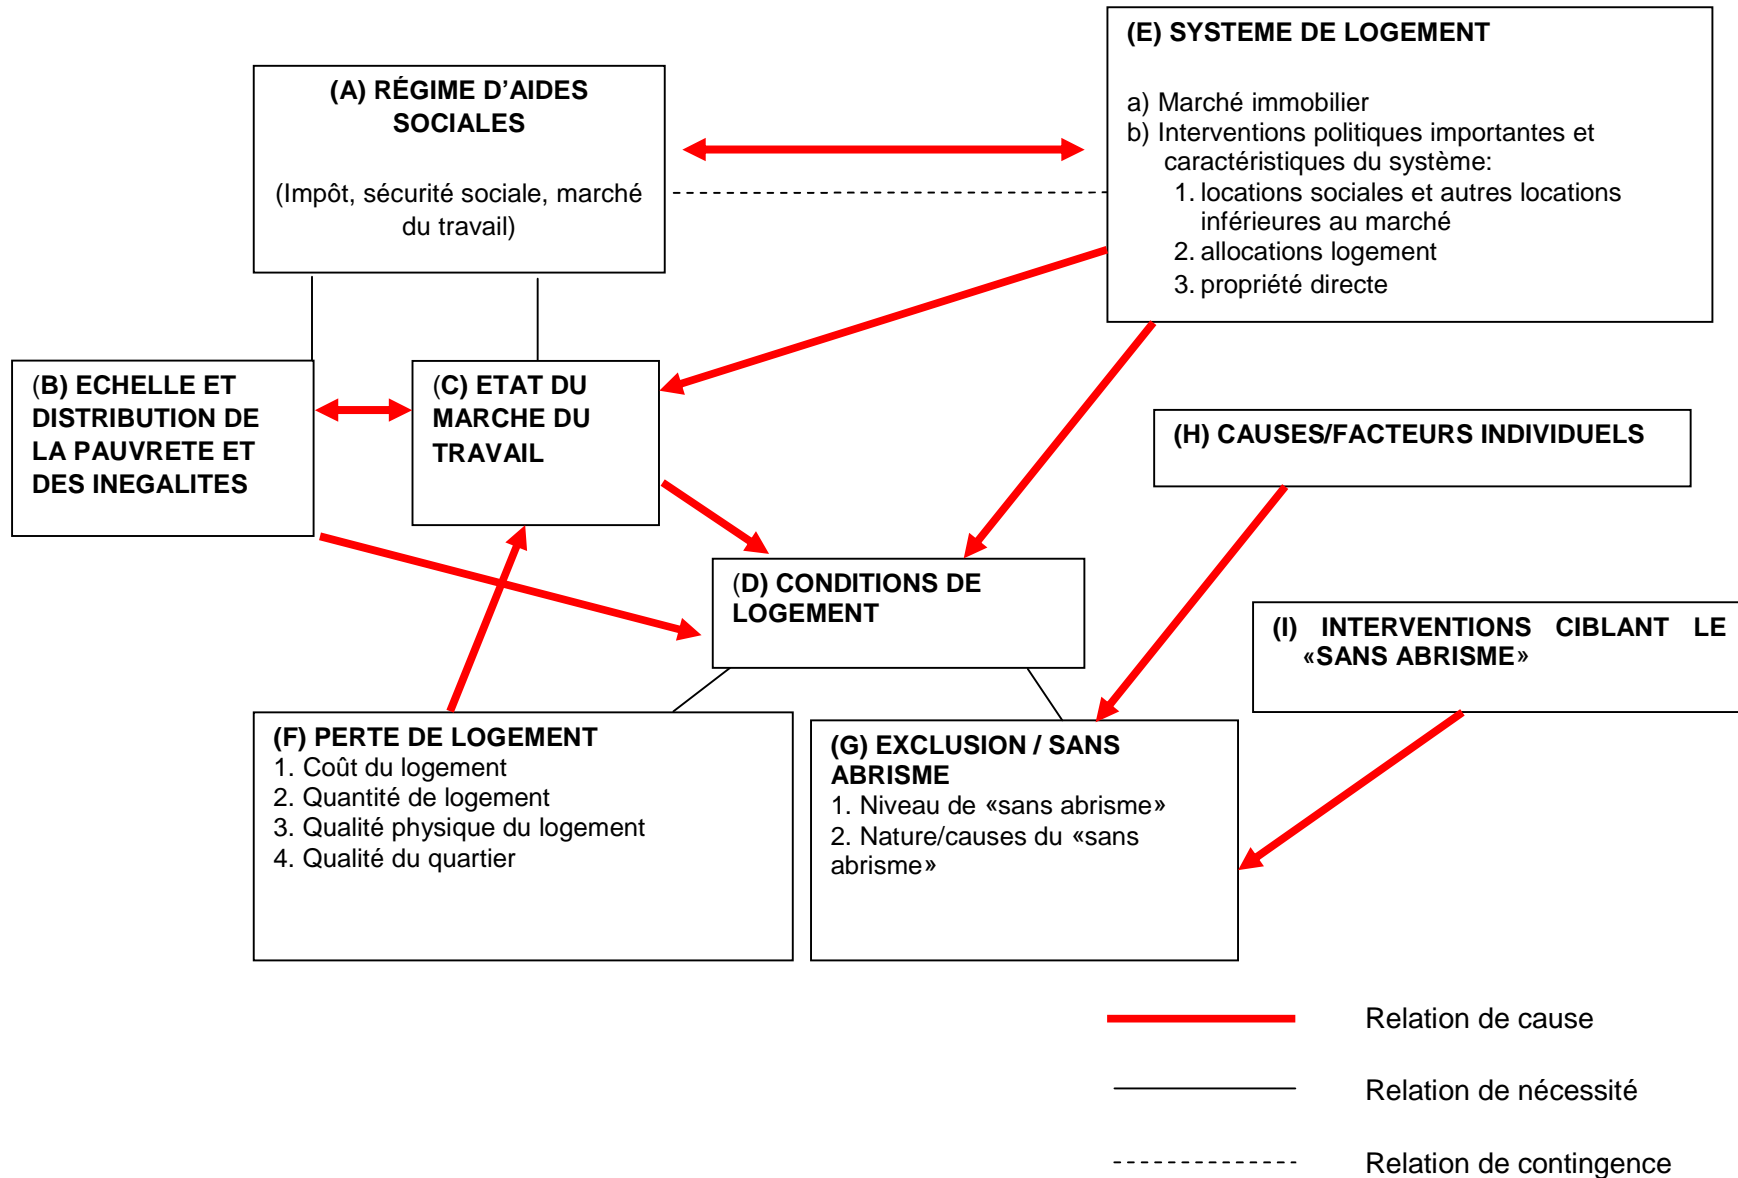 (E) SYSTEME DE LOGEMENT
a) Marché immobilier
b) Interventions politiques importantes et
caractéristiques du système:
1. locations sociales et autres locations
inférieures au marché
2. allocations logement
3. propriété directe
(A) RÉGIME D’AIDES
SOCIALES
(Impôt, sécurité sociale, marché
du travail)
(B) ECHELLE ET
DISTRIBUTION DE
LA PAUVRETE ET
DES INEGALITES
(C) ETAT DU
MARCHE DU
TRAVAIL
(H) CAUSES/FACTEURS INDIVIDUELS
(D) CONDITIONS DE
LOGEMENT
(I) INTERVENTIONS CIBLANT LE
«SANS ABRISME»
(F) PERTE DE LOGEMENT
1. Coût du logement
2. Quantité de logement
3. Qualité physique du logement
4. Qualité du quartier
(G) EXCLUSION / SANS
ABRISME
1. Niveau de «sans abrisme»
2. Nature/causes du «sans
abrisme»
Relation de cause
Relation de nécessité
Relation de contingence